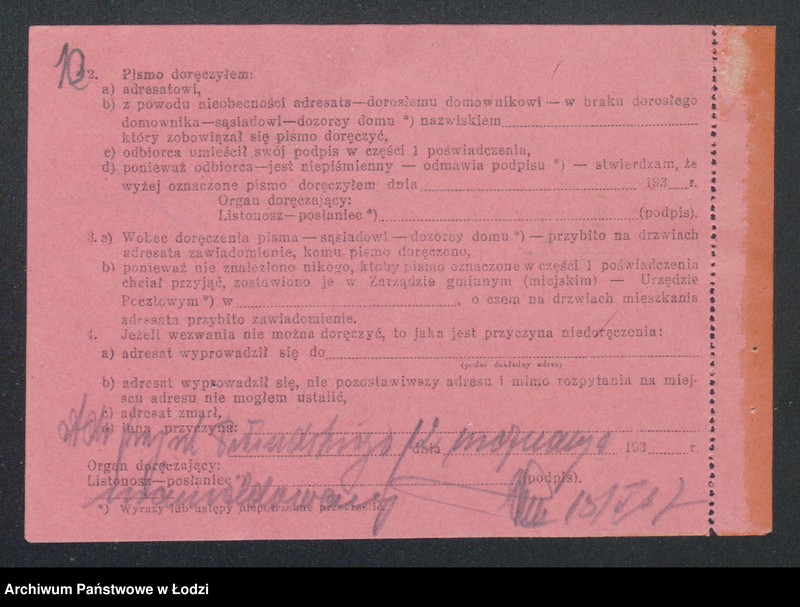 12
2. Pismo doręczyłem:
a) adresatowi,
b) z powodu nieobecności adresata—dorosłemu domownikowi — w braku dorosłego
domownika—sąsiadowi—dozorcy domu *) nazwiskiem
który zobowiązał się pismo doręczyć,
c) odbiorca umieścił swój podpis w części 1 poświadczenia,
d) ponieważ odbiorca—jest niepiśmienny — odmawia podpisu *) — stwierdzam, że
wyżej oznaczone pismo doręczyłem dnia 193 r.
Organ doręczający:
Listonosz—posłaniec *) (podpis).
3. a) Wobec doręczenia pisma — sąsiadowi — dozorcy domu *) — przybito na drzwiach
adresata zawiadomienie, komu pismo doręczono,
b) ponieważ nie znaleziono nikogo, ktoby pismo oznaczone w części 1 poświadczenia
chciał przyjąć, zostawiono je w Zarządzie gminnym (miejskim) — Urzędzie
Pocztowym *) w , o czem na drzwiach mieszkania
adresata przybito zawiadomienie.
4. Jeżeli wezwania nie można doręczyć, to jaka jest przyczyna niedoręczenia:
a) adresat wyprowadził się do
(podać dokładny adres)
b) adresat wyprowadził się, nie pozostawiwszy adresu i mimo rozpytania na miej-
scu adresu nie mogłem ustalić,
c) adresat zmarł,
d) inna przyczyna:
dnia 193 r.
Organ doręczający:
Listonosz—posłaniec *) (podpis).
*) Wyrazy lub ustępy niepotrzebne przekreślić.
Archiwum Państwowe w Łodzi